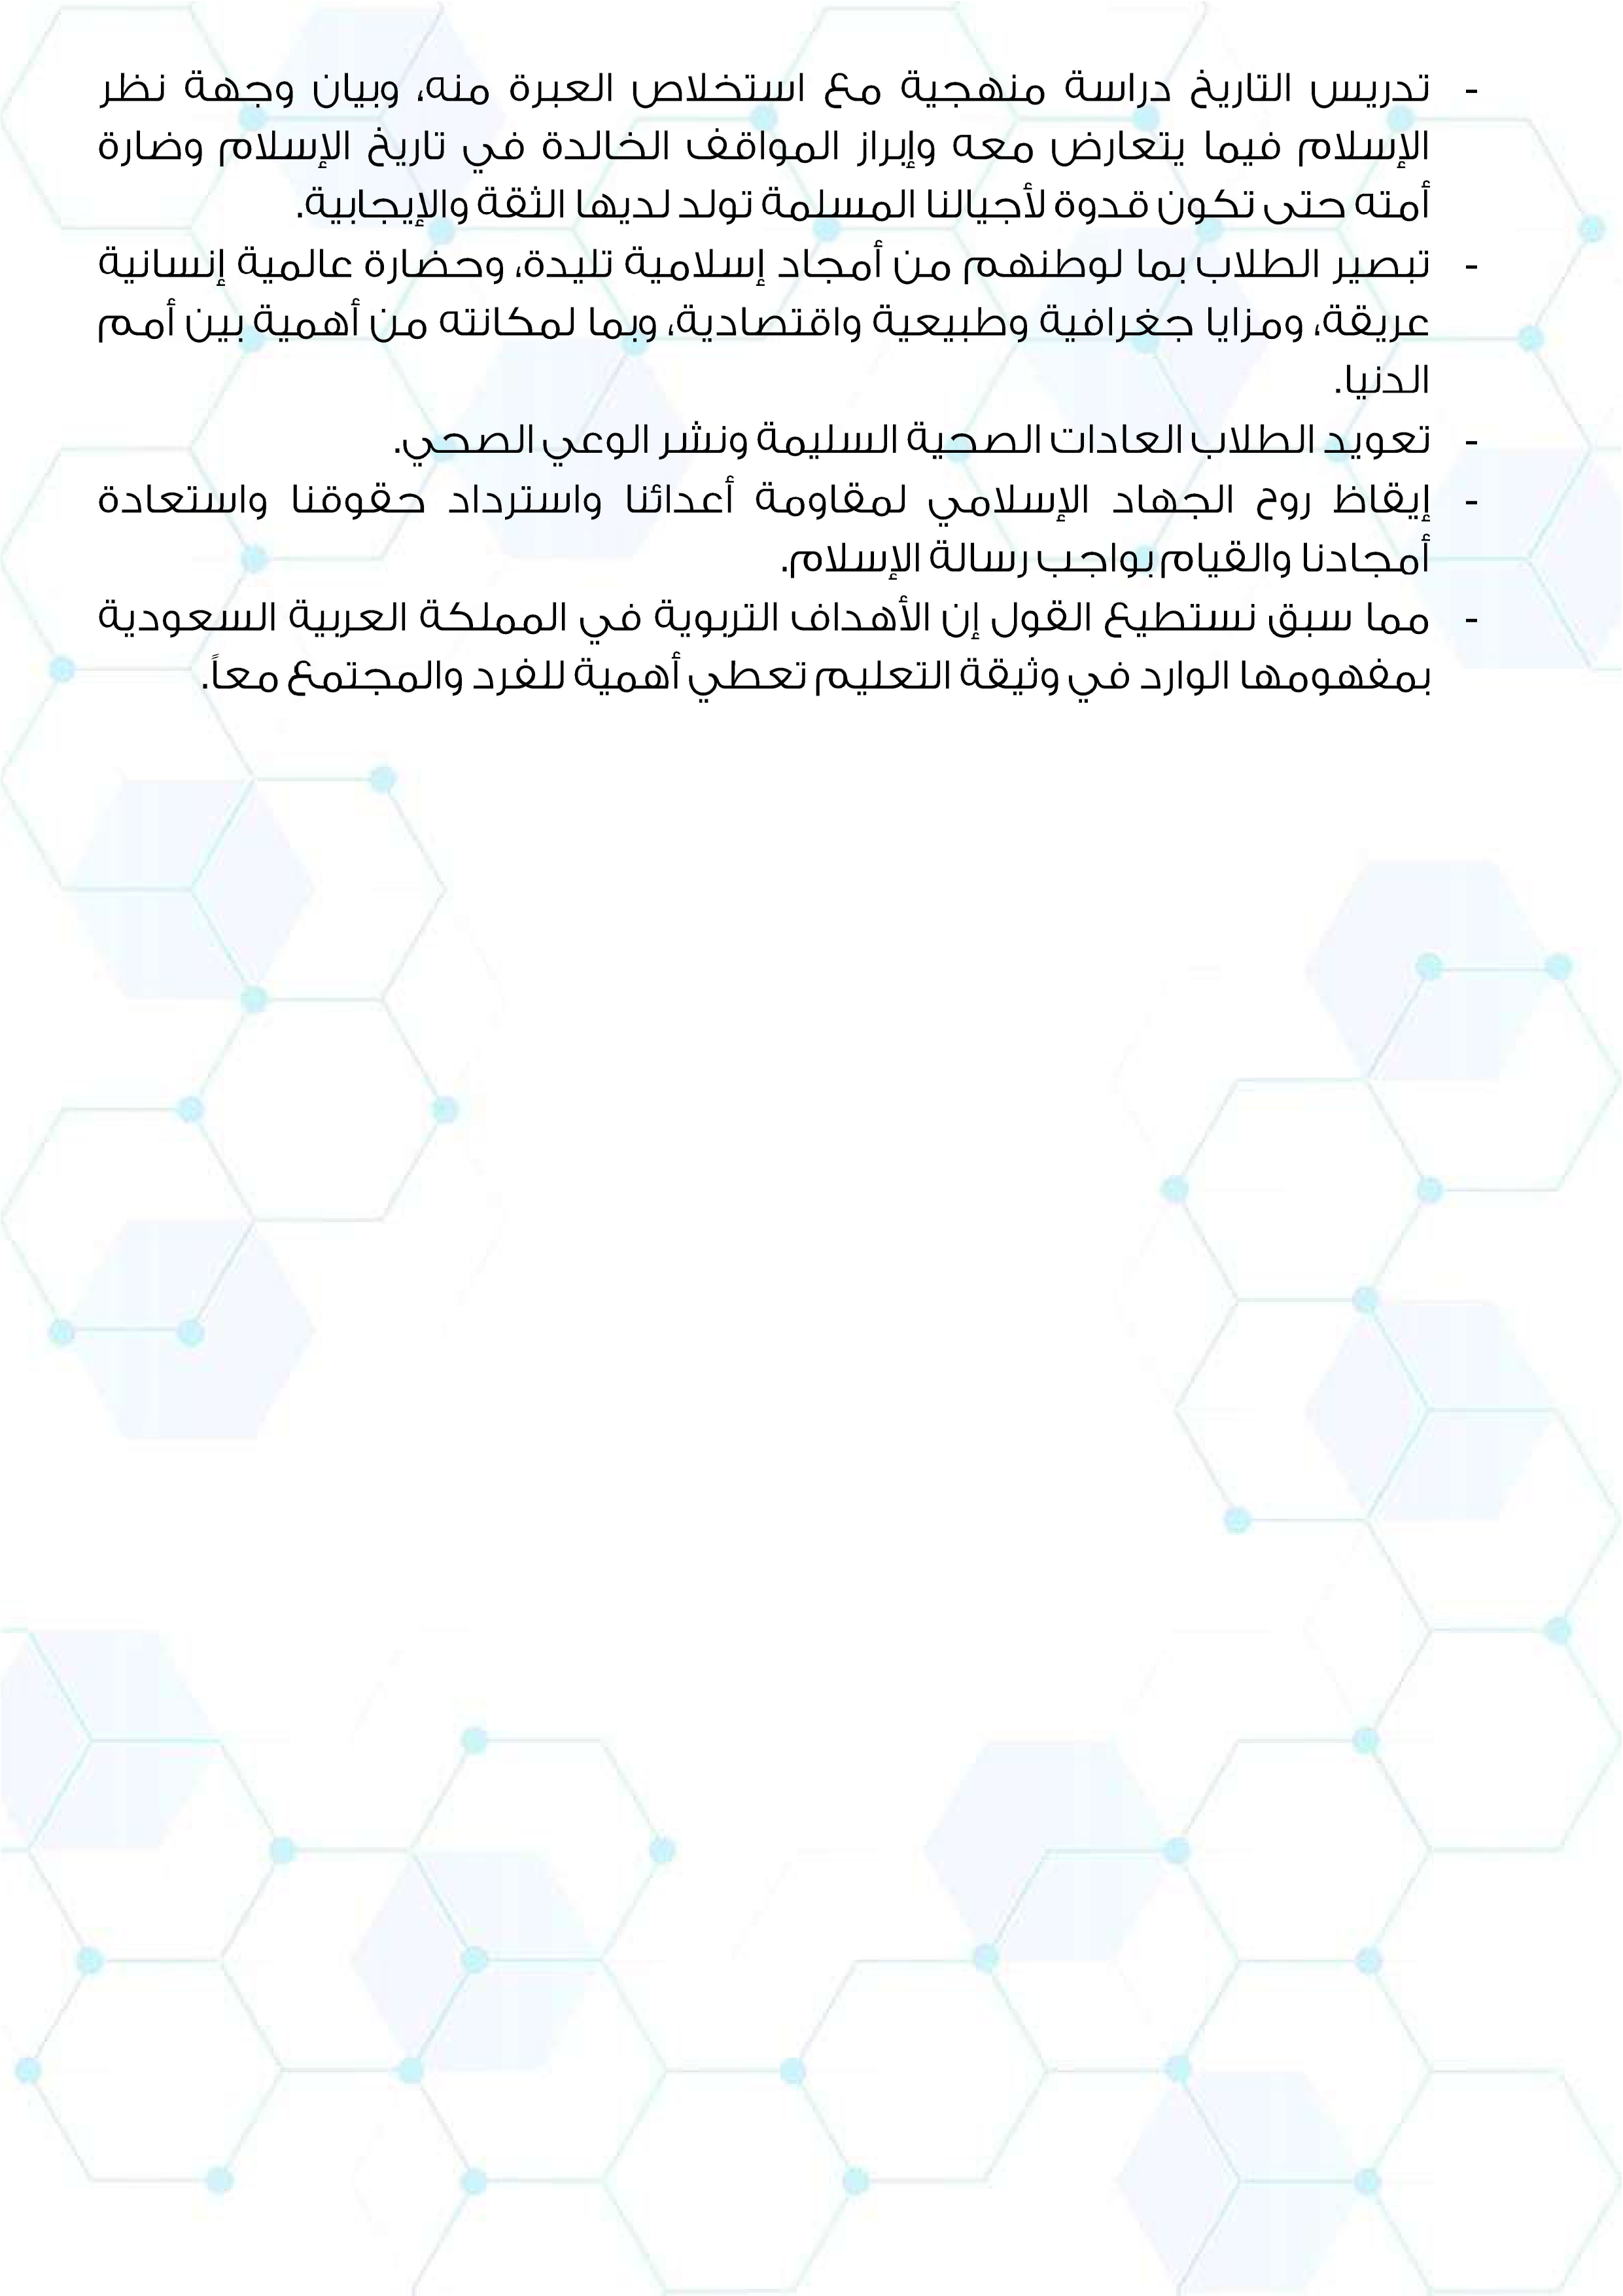 - تدريس التاريخ دراسة منهجية مع استخلاص العبرة منه، وبيان وجهة نظر
الإسلام فيما يتعارض معه وإبراز المواقف الخالدة في تاريخ الإسلام وضارة
أمته حتى تكون قدوة لأجيالنا المسلمة تولد لديها الثقة والإيجابية.
- تبصير الطلاب بما لوطنهم من أمجاد إسلامية تليدة، وحضارة عالمية إنسانية
عريقة، ومزايا جغرافية وطبيعية واقتصادية، وبما لمكانته من أهمية بين أمم
الدنيا.
- تعويد الطلاب العادات الصحية السليمة ونشر الوعي الصحي.
- إيقاظ روح الجهاد الإسلامي لمقاومة أعدائنا واسترداد حقوقنا واستعادة
أمجادنا والقيام بواجب رسالة الإسلام.
- مما سبق نستطيع القول إن الأهداف التربوية في المملكة العربية السعودية
بمفهومها الوارد في وثيقة التعليم تعطي أهمية للفرد والمجتمع معاً.